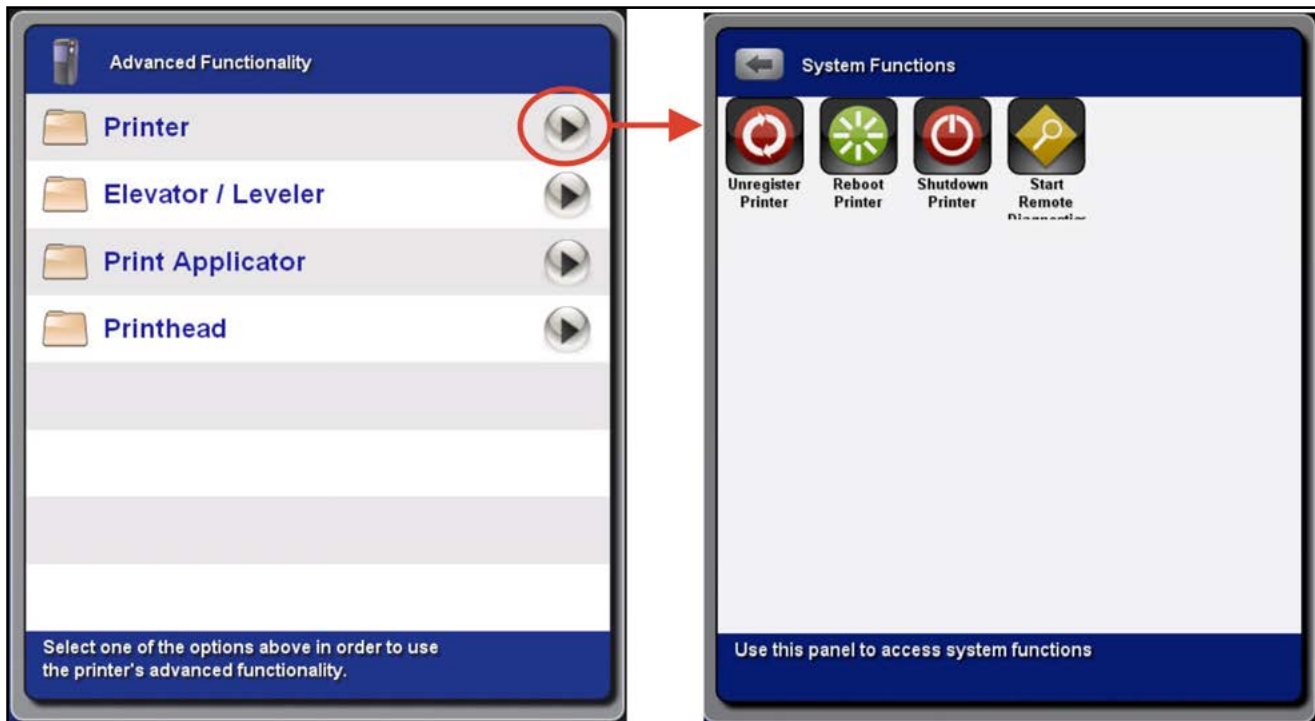 Advanced Functionality
Printer
Elevator / Leveler
Print Applicator
Printhead
Select one of the options above in order to use
the printer's advanced functionality.
System Functions
Unregister
Printer
Reboot
Printer
Shutdown
Printer
Start
Remote
Diagnostics
Use this panel to access system functions